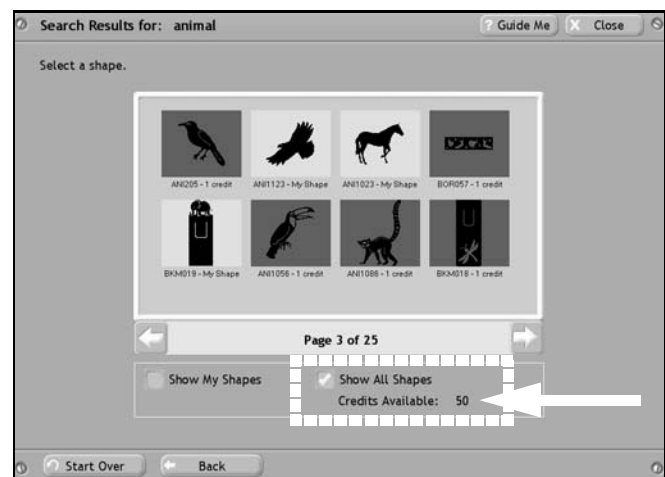 Search Results for: animal
? Guide Me
X Close
Select a shape.
ANI205 - 1 credit
ANI1123 - My Shape
ANI1023 - My Shape
BOR057 - 1 credit
BKM019 - My Shape
ANI1056 - 1 credit
ANI1086 - 1 credit
BKM018 - 1 credit
Page 3 of 25
Show My Shapes
Show All Shapes
Credits Available: 50
Start Over
Back